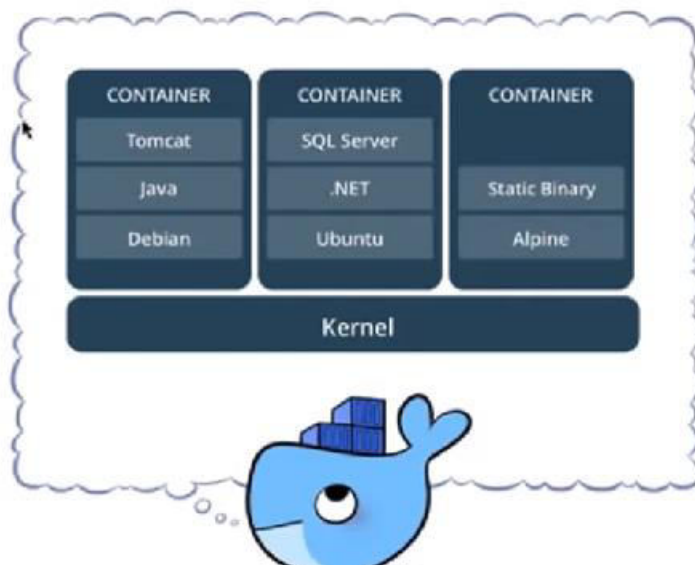 CONTAINER
Tomcat
Java
Debian
CONTAINER
SQL Server
.NET
Ubuntu
CONTAINER
Static Binary
Alpine
Kernel